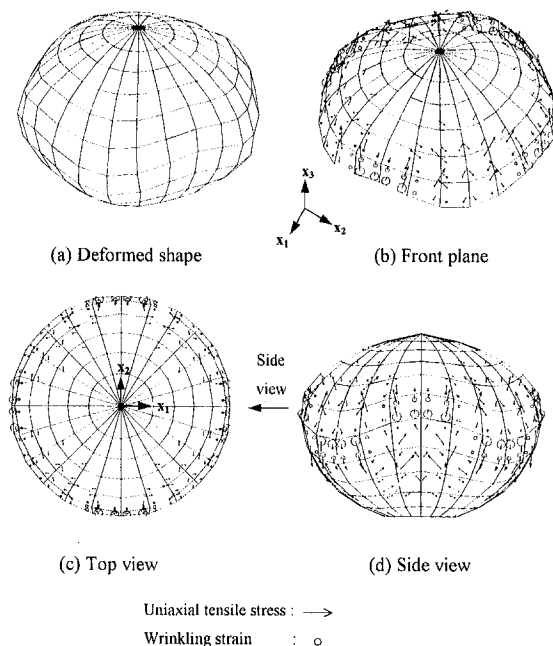 x₃
x₁
x₂
(a) Deformed shape
(b) Front plane
x₂
x₁
Side
view
(c) Top view
(d) Side view
Uniaxial tensile stress :
Wrinkling strain :